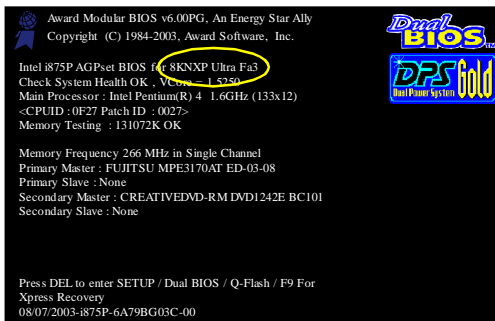 Award Modular BIOS v6.00PG, An Energy Star Ally
Copyright (C) 1984-2003, Award Software, Inc.
Dual
BIOS
Intel i875P AGPset BIOS for 8KNXP Ultra Fa3
Check System Health OK , VCore = 1.5250
Main Processor : Intel Pentium(R) 4 1.6GHz (133x12)
<CPUID : 0F27 Patch ID : 0027>
Memory Testing : 131072K OK
DPS Gold
Dual Power System
Memory Frequency 266 MHz in Single Channel
Primary Master : FUJITSU MPE3170AT ED-03-08
Primary Slave : None
Secondary Master : CREATIVEDVD-RM DVD1242E BC101
Secondary Slave : None
Press DEL to enter SETUP / Dual BIOS / Q-Flash / F9 For
Xpress Recovery
08/07/2003-i875P-6A79BG03C-00